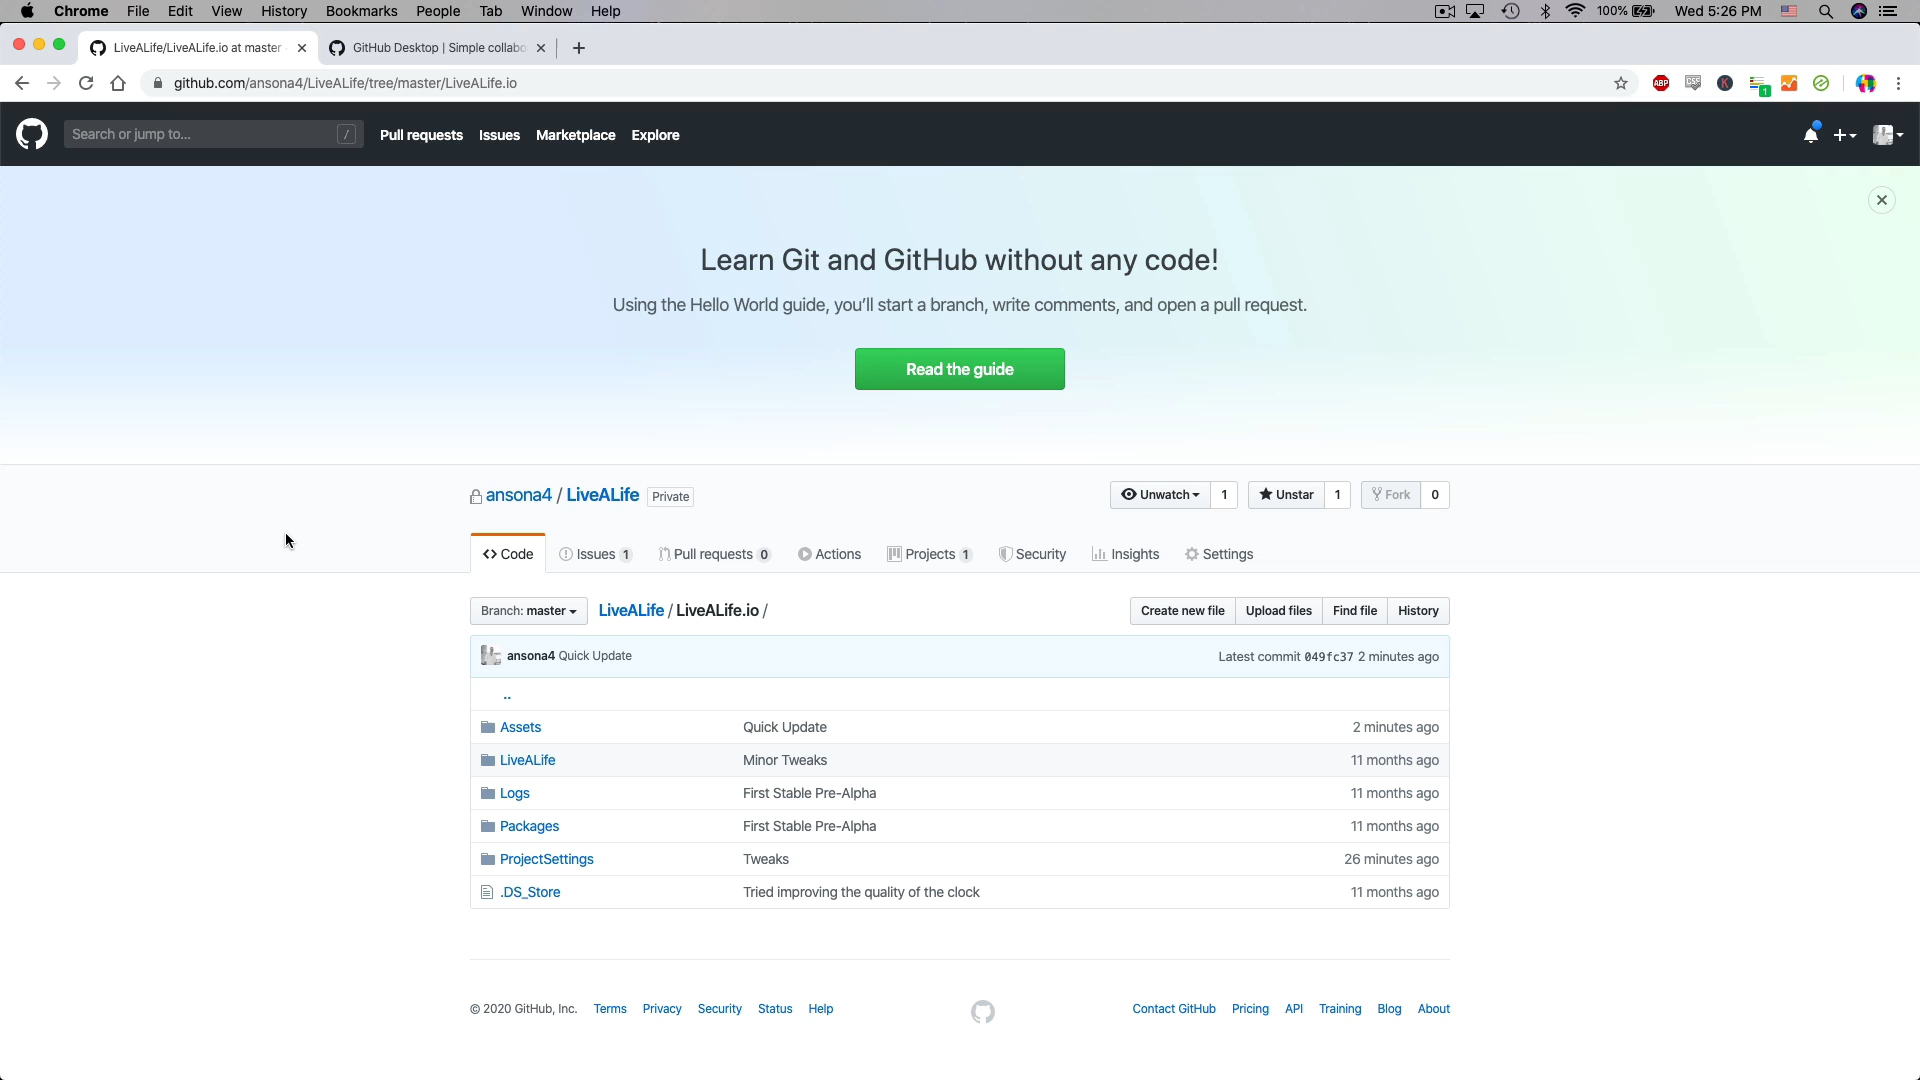 Chrome File Edit View History Bookmarks People Tab Window Help 100% Wed 5:26 PM
LiveALife/LiveALife.io at master GitHub Desktop | Simple collabo
github.com/ansona4/LiveALife/tree/master/LiveALife.io ABP CSS K 1
Search or jump to... / Pull requests Issues Marketplace Explore
Learn Git and GitHub without any code!
Using the Hello World guide, you'll start a branch, write comments, and open a pull request.
Read the guide
ansona4 / LiveALife Private Unwatch 1 Unstar 1 Fork 0
Code Issues 1 Pull requests 0 Actions Projects 1 Security Insights Settings
Branch: master LiveALife / LiveALife.io / Create new file Upload files Find file History
ansona4 Quick Update Latest commit 049fc37 2 minutes ago
..
Assets Quick Update 2 minutes ago
LiveALife Minor Tweaks 11 months ago
Logs First Stable Pre-Alpha 11 months ago
Packages First Stable Pre-Alpha 11 months ago
ProjectSettings Tweaks 26 minutes ago
.DS_Store Tried improving the quality of the clock 11 months ago
© 2020 GitHub, Inc. Terms Privacy Security Status Help Contact GitHub Pricing API Training Blog About